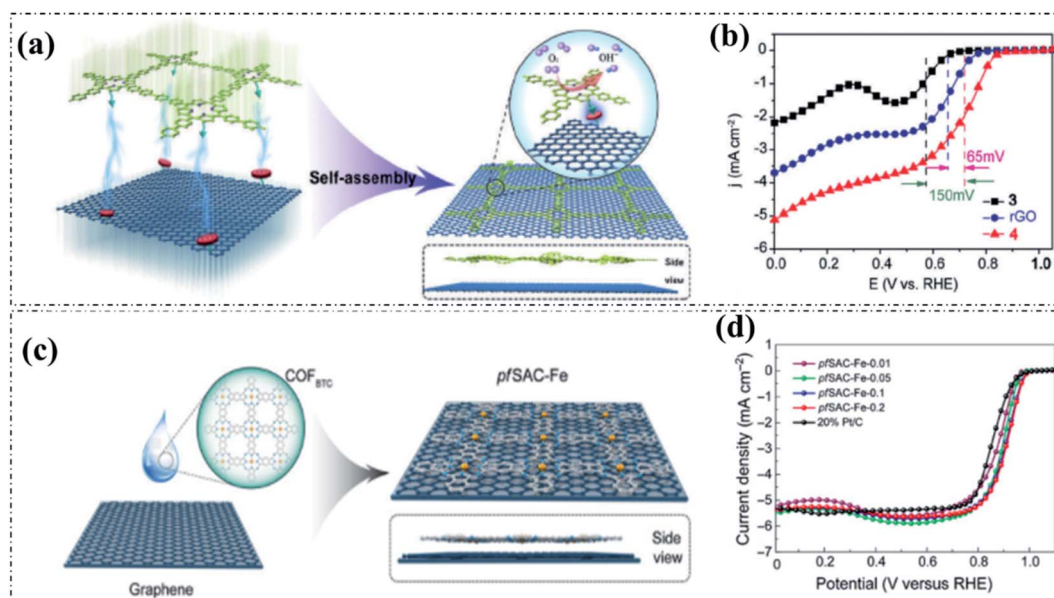 (a)
O₂
OH⁻
Self-assembly
Side
view
(b)
j (mA cm⁻²)
0
-1
-2
-3
-4
-5
-6
65mV
150mV
3
rGO
4
0.0 0.2 0.4 0.6 0.8 1.0
E (V vs. RHE)
(c)
COF_BTC
Graphene
pfSAC-Fe
Side
view
(d)
Current density (mA cm⁻²)
0
-1
-2
-3
-4
-5
-6
-7
pfSAC-Fe-0.01
pfSAC-Fe-0.05
pfSAC-Fe-0.1
pfSAC-Fe-0.2
20% Pt/C
0 0.2 0.4 0.6 0.8 1.0
Potential (V versus RHE)